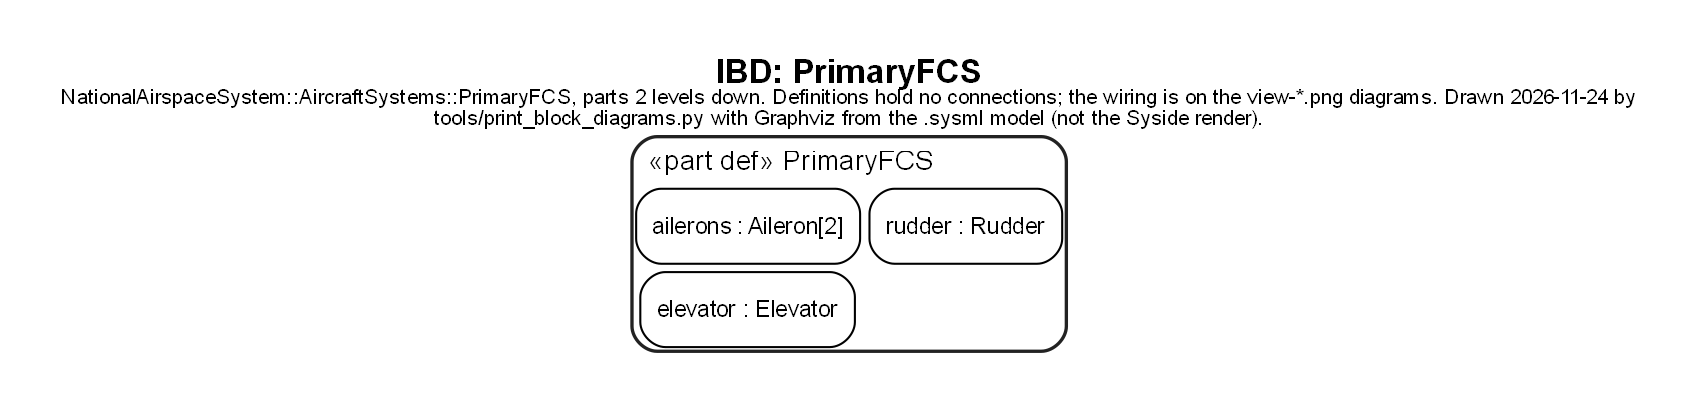 IBD: PrimaryFCS
NationalAirspaceSystem::AircraftSystems::PrimaryFCS, parts 2 levels down. Definitions hold no connections; the wiring is on the view-*.png diagrams. Drawn 2026-11-24 by
tools/print_block_diagrams.py with Graphviz from the .sysml model (not the Syside render).
«part def» PrimaryFCS
ailerons : Aileron[2]
rudder : Rudder
elevator : Elevator